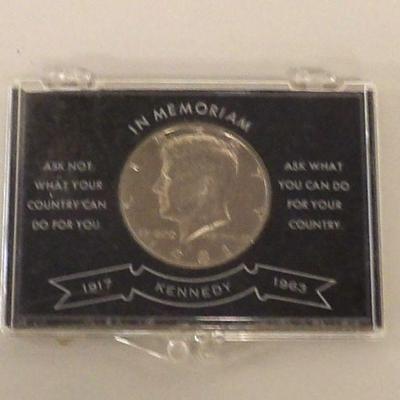 IN MEMORIAM
ASK NOT
WHAT YOUR
COUNTRY CAN
DO FOR YOU.
ASK WHAT
YOU CAN DO
FOR YOUR
COUNTRY.
1917
KENNEDY
1963